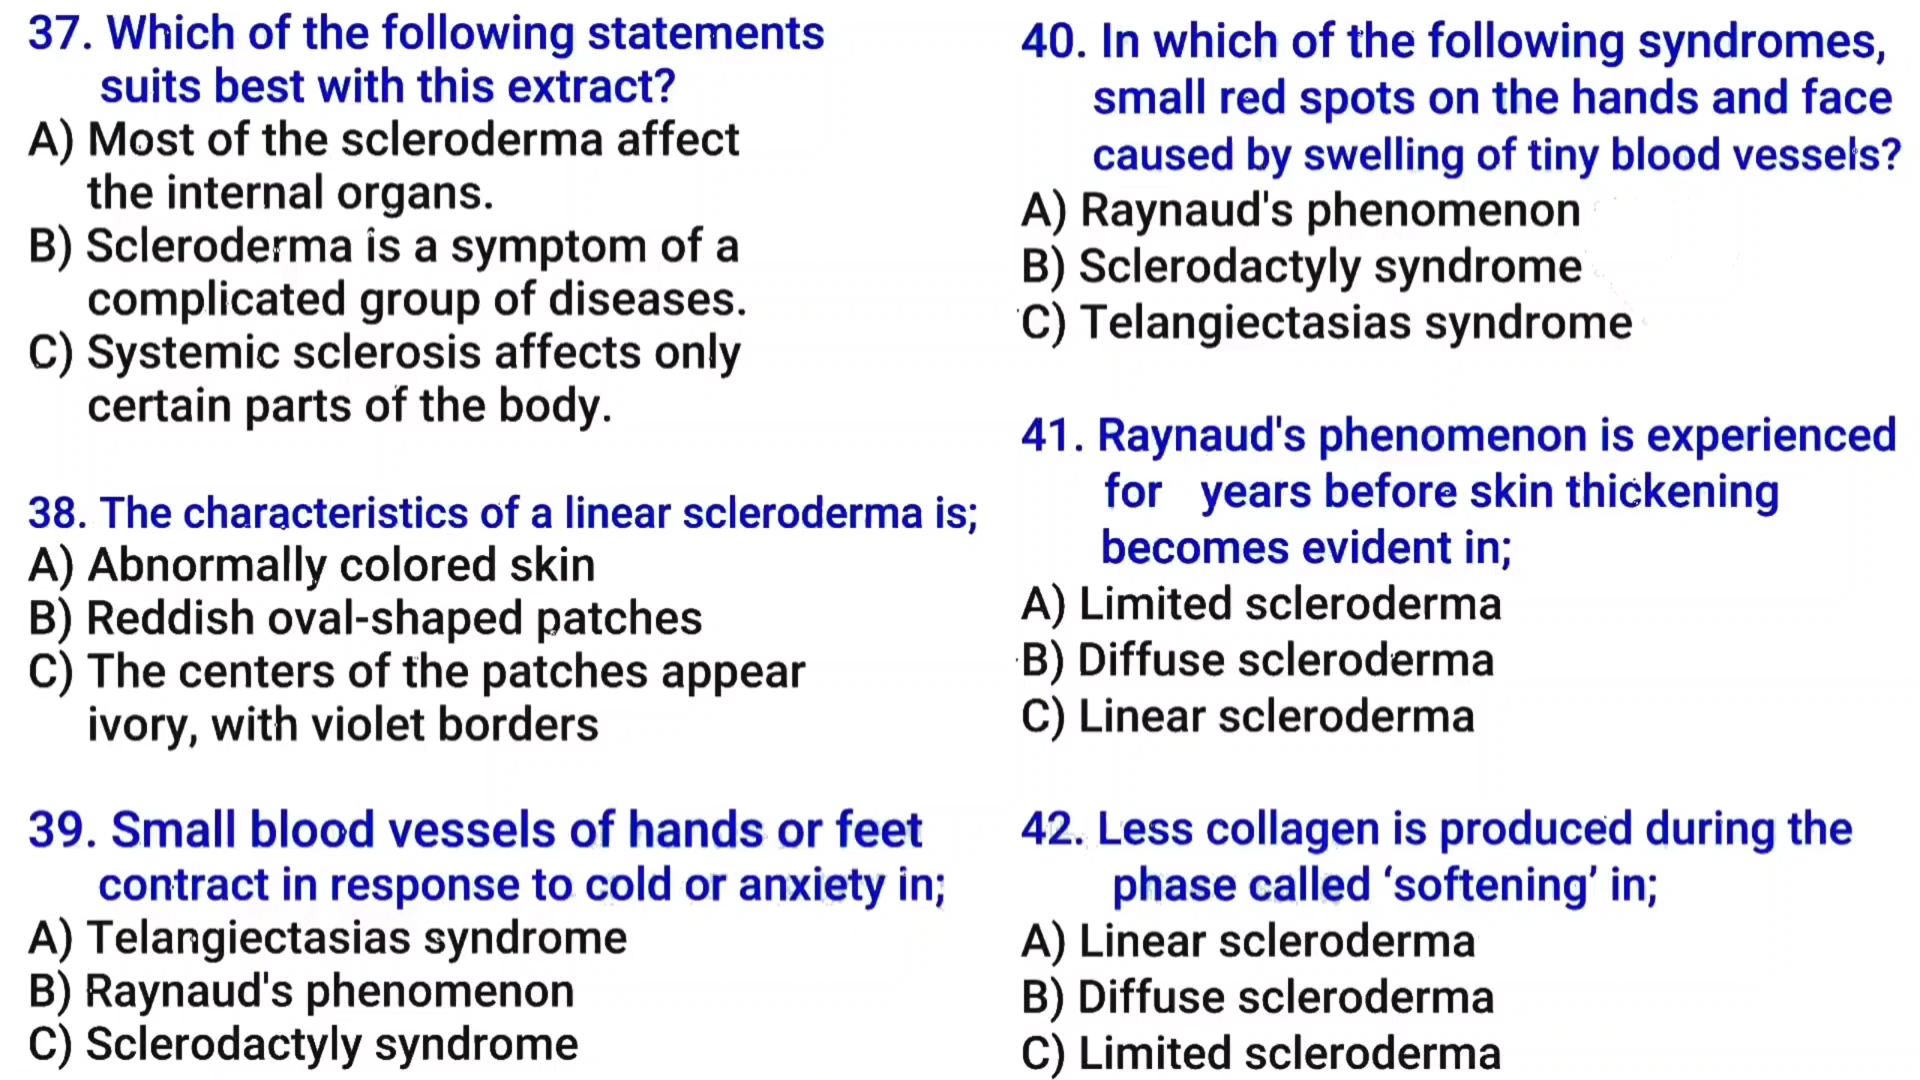 37. Which of the following statements
suits best with this extract?
A) Most of the scleroderma affect
the internal organs.
B) Scleroderma is a symptom of a
complicated group of diseases.
C) Systemic sclerosis affects only
certain parts of the body.
38. The characteristics of a linear scleroderma is;
A) Abnormally colored skin
B) Reddish oval-shaped patches
C) The centers of the patches appear
ivory, with violet borders
39. Small blood vessels of hands or feet
contract in response to cold or anxiety in;
A) Telangiectasias syndrome
B) Raynaud's phenomenon
C) Sclerodactyly syndrome
40. In which of the following syndromes,
small red spots on the hands and face
caused by swelling of tiny blood vessels?
A) Raynaud's phenomenon
B) Sclerodactyly syndrome
C) Telangiectasias syndrome
41. Raynaud's phenomenon is experienced
for years before skin thickening
becomes evident in;
A) Limited scleroderma
B) Diffuse scleroderma
C) Linear scleroderma
42. Less collagen is produced during the
phase called ‘softening’ in;
A) Linear scleroderma
B) Diffuse scleroderma
C) Limited scleroderma